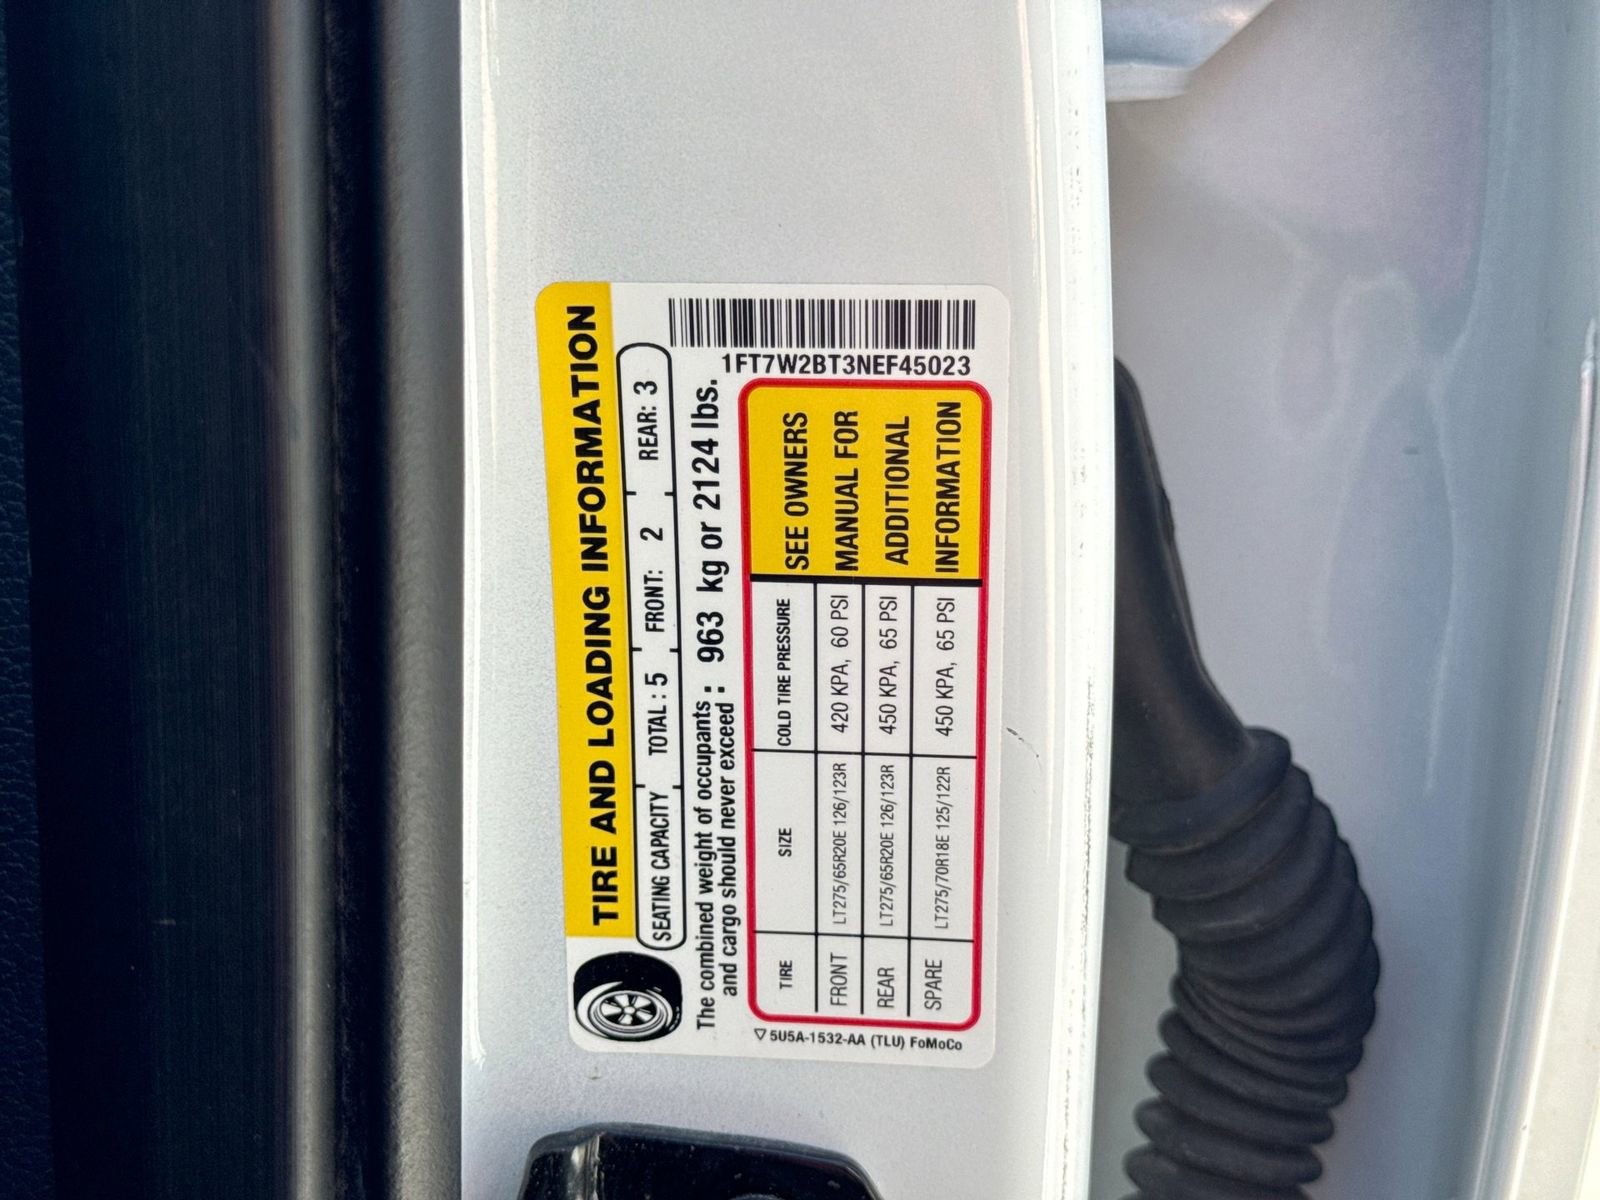 TIRE AND LOADING INFORMATION
SEATING CAPACITY TOTAL : 5 FRONT: 2 REAR: 3
The combined weight of occupants and cargo should never exceed : 963 kg or 2124 lbs.
1FT7W2BT3NEF45023
TIRE SIZE COLD TIRE PRESSURE
FRONT LT275/65R20E 126/123R 420 KPA, 60 PSI
REAR LT275/65R20E 126/123R 450 KPA, 65 PSI
SPARE LT275/70R18E 125/122R 450 KPA, 65 PSI
SEE OWNERS
MANUAL FOR
ADDITIONAL
INFORMATION
5U5A-1532-AA (TLU) FoMoCo